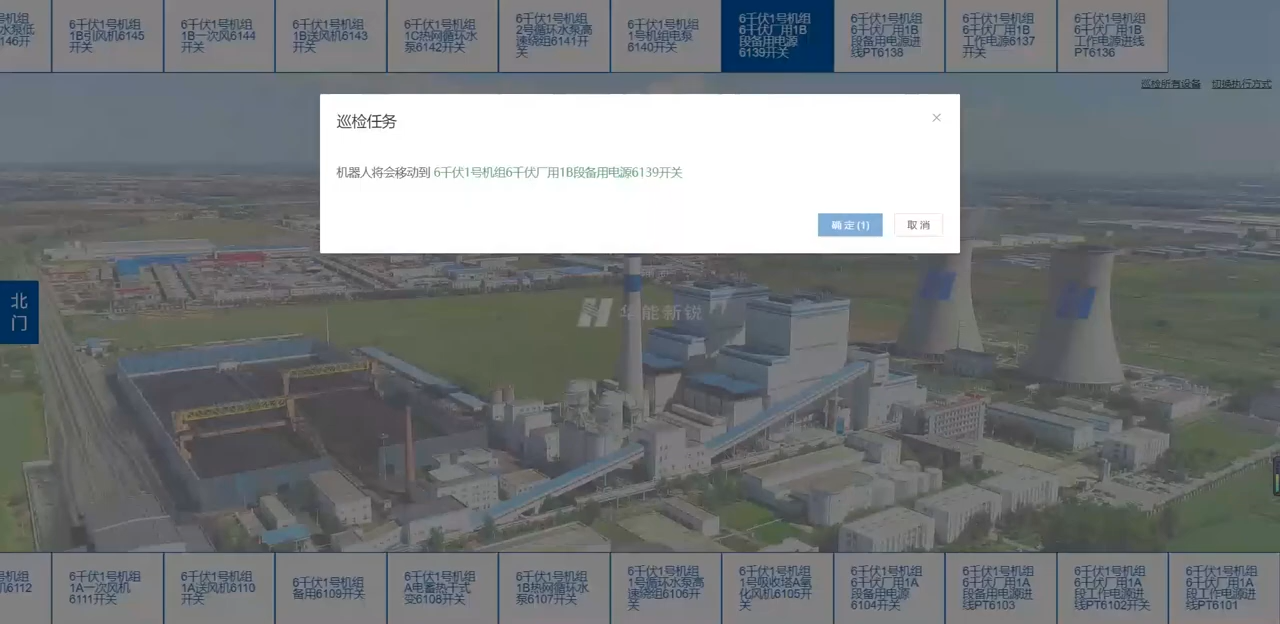 号机组
水泵低
146开
6千伏1号机组
1B引风机6145
开关
6千伏1号机组
1B一次风6144
开关
6千伏1号机组
1B送风机6143
开关
6千伏1号机组
1C热网循环水
泵6142开关
6千伏1号机组
2号循环水泵高
速绕组6141开
关
6千伏1号机组
1号机组电泵
6140开关
6千伏1号机组
6千伏厂用1B
段备用电源
6139开关
6千伏1号机组
6千伏厂用1B
段备用电源进
线PT6138
6千伏1号机组
6千伏厂用1B
工作电源6137
开关
6千伏1号机组
6千伏厂用1B
工作电源进线
PT6136
巡检所有设备 切换执行方式
巡检任务
机器人将会移动到 6千伏1号机组6千伏厂用1B段备用电源6139开关
确 定 (1) 取 消
北
门
华能新锐
号机组
机6112
6千伏1号机组
1A一次风机
6111开关
6千伏1号机组
1A送风机6110
开关
6千伏1号机组
备用6109开关
6千伏1号机组
A电蓄热干式
变6108开关
6千伏1号机组
1B热网循环水
泵6107开关
6千伏1号机组
1号循环水泵高
速绕组6106开
关
6千伏1号机组
1号吸收塔A氧
化风机6105开
关
6千伏1号机组
6千伏厂用1A
段备用电源
6104开关
6千伏1号机组
6千伏厂用1A
段备用电源进
线PT6103
6千伏1号机组
6千伏厂用1A
段工作电源进
线PT6102开关
6千伏1号机组
6千伏厂用1A
段工作电源进
线PT6101